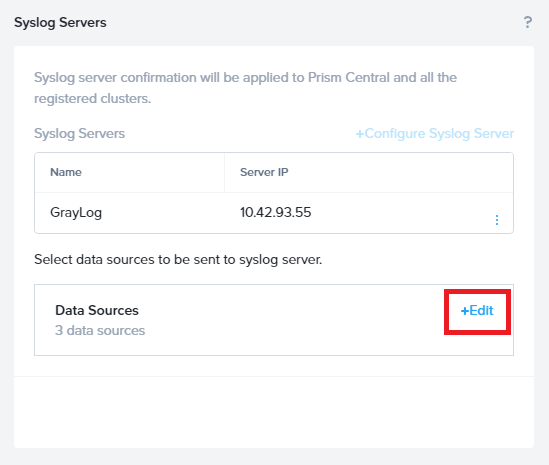 Syslog Servers ?
Syslog server confirmation will be applied to Prism Central and all the
registered clusters.
Syslog Servers +Configure Syslog Server
Name Server IP
GrayLog 10.42.93.55
Select data sources to be sent to syslog server.
Data Sources +Edit
3 data sources